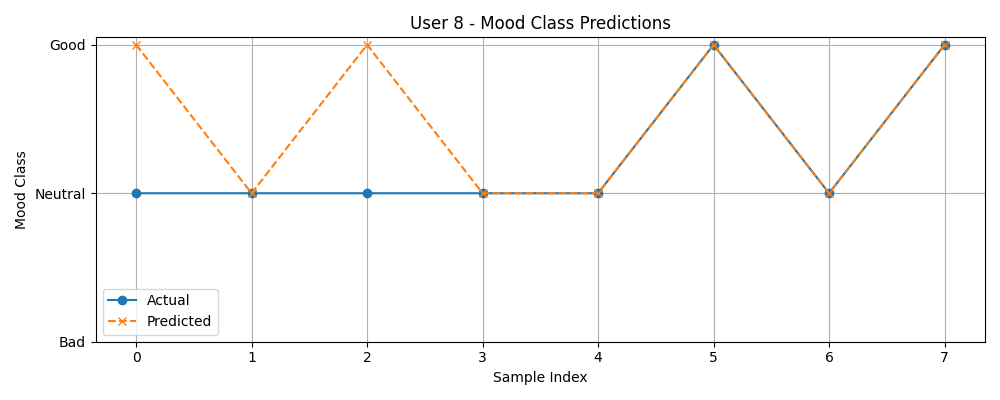 User 8 - Mood Class Predictions
Good
Neutral
Bad
Mood Class
Actual
Predicted
0 1 2 3 4 5 6 7
Sample Index